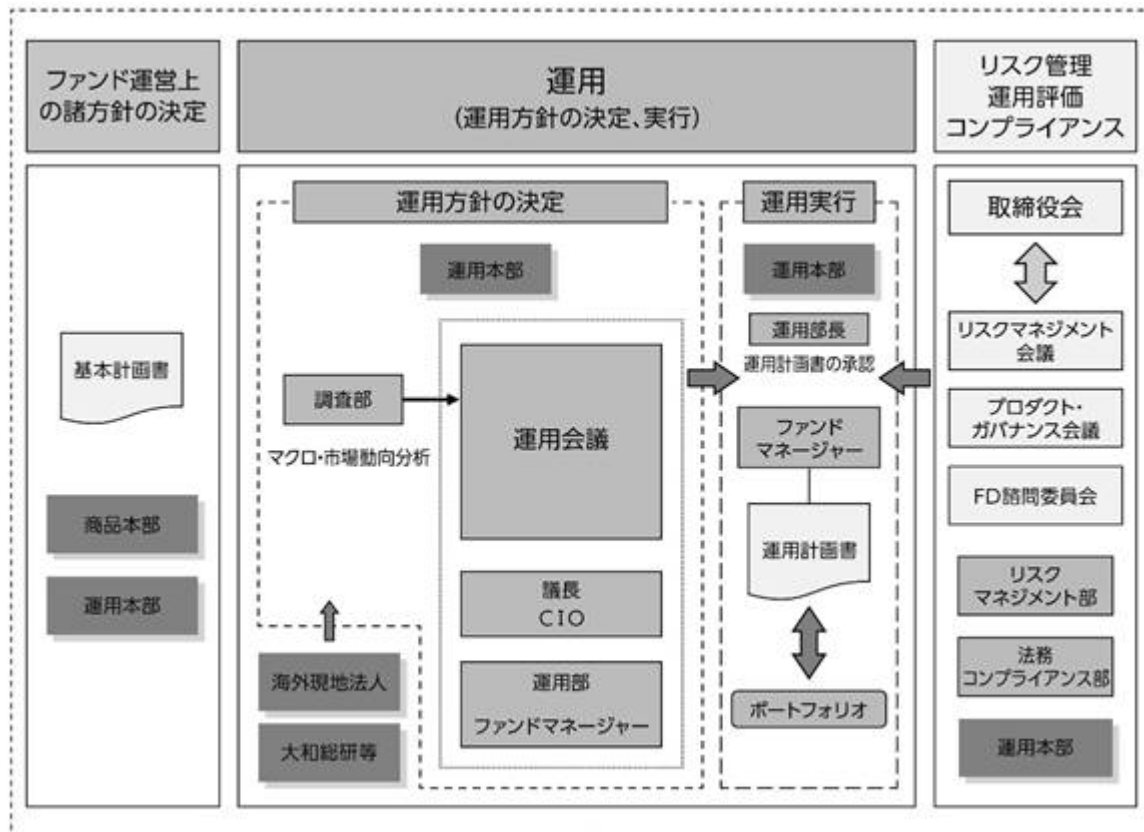 ファンド運営上
の諸方針の決定
運用
(運用方針の決定、実行)
リスク管理
運用評価
コンプライアンス
基本計画書
商品本部
運用本部
運用方針の決定
運用本部
調査部
マクロ・市場動向分析
運用会議
議長
CIO
運用部
ファンドマネージャー
海外現地法人
大和総研等
運用実行
運用本部
運用部長
運用計画書の承認
ファンド
マネージャー
運用計画書
ポートフォリオ
取締役会
リスクマネジメント
会議
プロダクト・
ガバナンス会議
FD諮問委員会
リスク
マネジメント部
法務
コンプライアンス部
運用本部